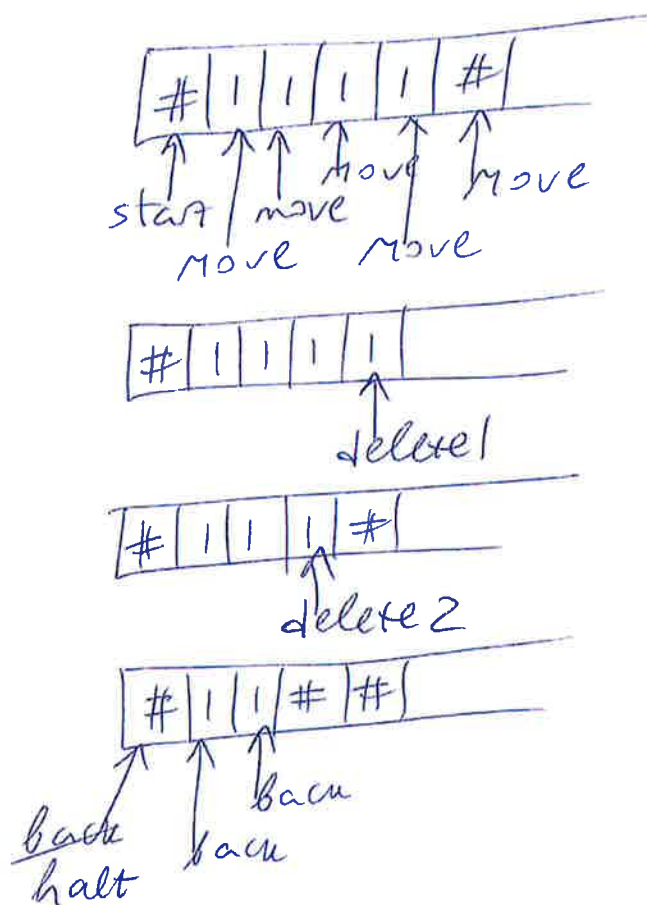 # | 1 | 1 | 1 | 1 | #
start move move move
move move
# | 1 | 1 | 1 | 1
delete1
# | 1 | 1 | 1 | #
delete2
# | 1 | 1 | # | #
back back back
halt